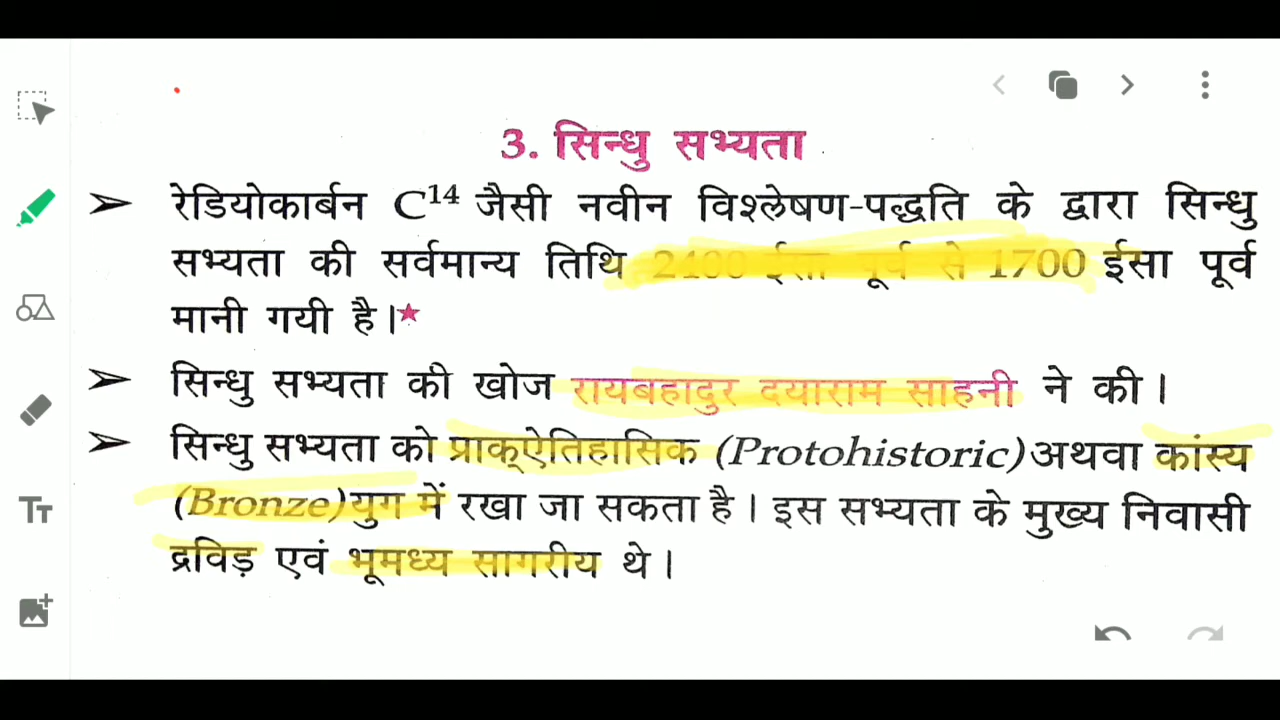 3. सिन्धु सभ्यता
➢ रेडियोकार्बन C¹⁴ जैसी नवीन विश्लेषण-पद्धति के द्वारा सिन्धु
सभ्यता की सर्वमान्य तिथि 2400 ईसा पूर्व से 1700 ईसा पूर्व
मानी गयी है।★
➢ सिन्धु सभ्यता की खोज रायबहादुर दयाराम साहनी ने की।
➢ सिन्धु सभ्यता को प्राक्ऐतिहासिक (Protohistoric) अथवा कांस्य
(Bronze) युग में रखा जा सकता है। इस सभ्यता के मुख्य निवासी
द्रविड़ एवं भूमध्य सागरीय थे।
TT